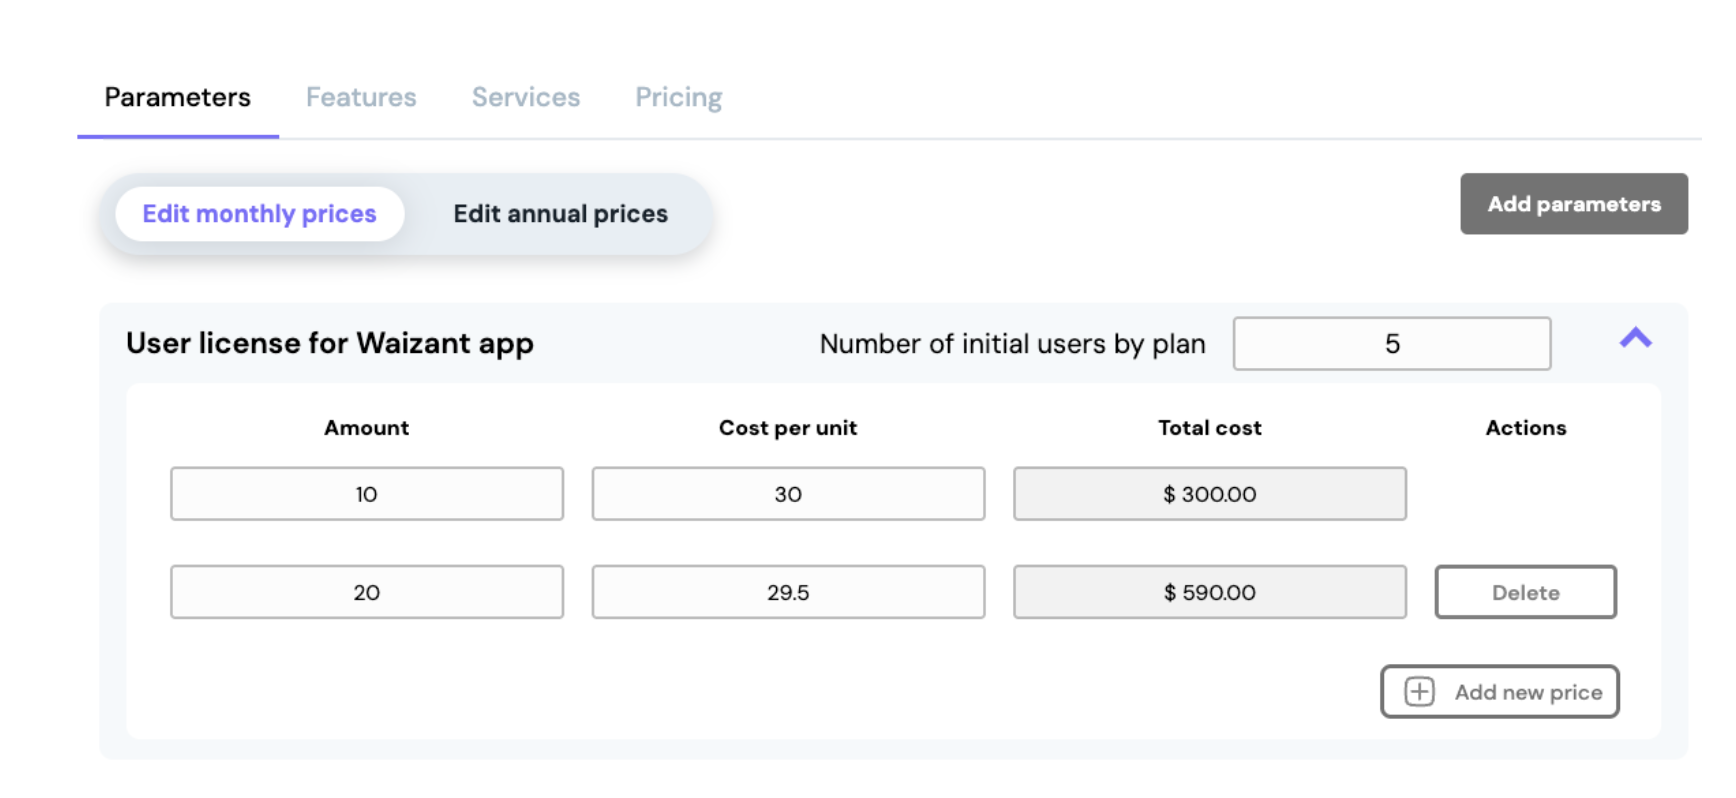 Parameters Features Services Pricing
Edit monthly prices Edit annual prices Add parameters
User license for Waizant app Number of initial users by plan 5
Amount Cost per unit Total cost Actions
10 30 $ 300.00
20 29.5 $ 590.00 Delete
Add new price